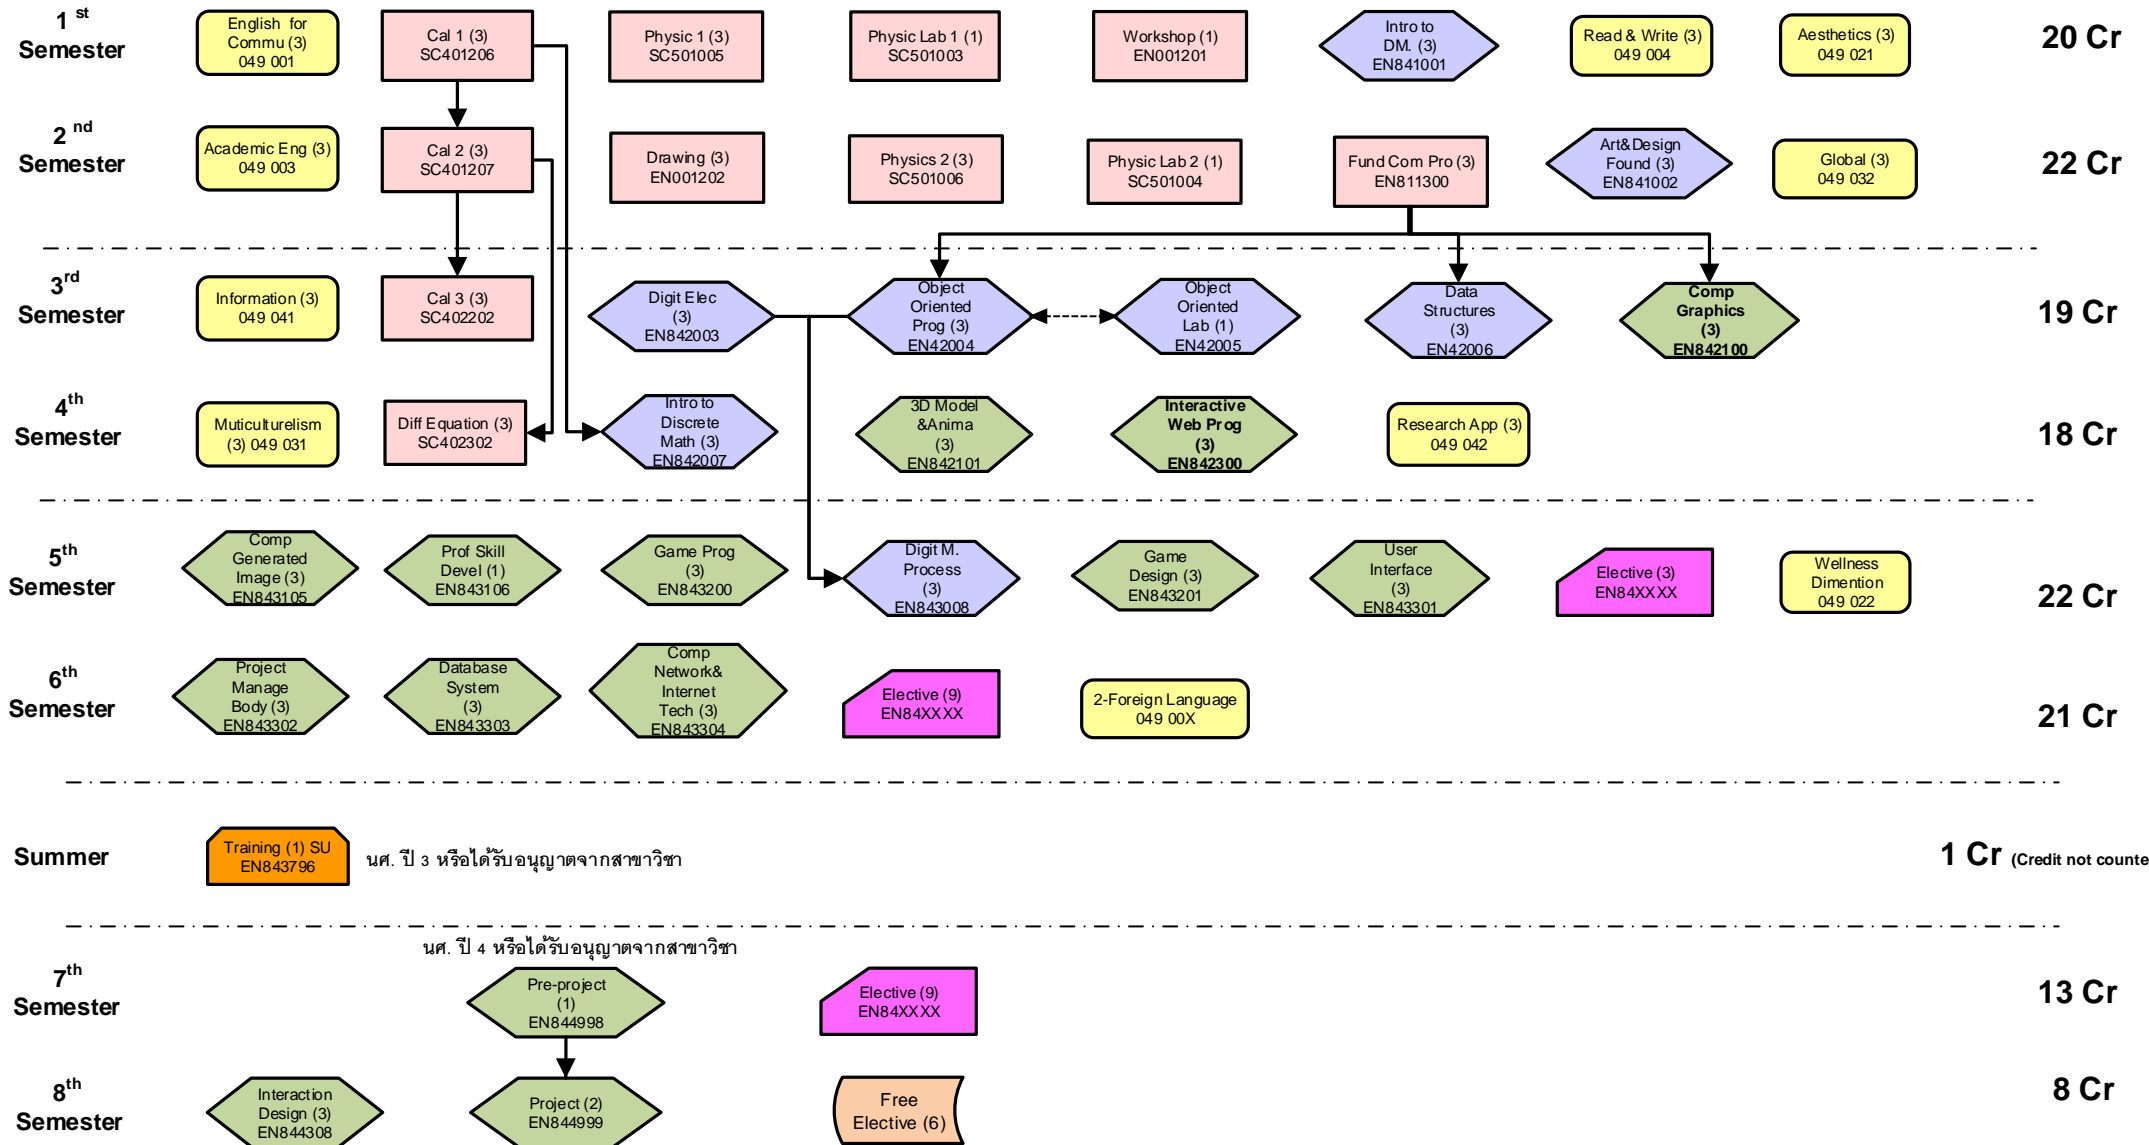 1 st
Semester
English for
Commu (3)
049 001
Cal 1 (3)
SC401206
Physic 1 (3)
SC501005
Physic Lab 1 (1)
SC501003
Workshop (1)
EN001201
Intro to
DM. (3)
EN841001
Read & Write (3)
049 004
Aesthetics (3)
049 021
20 Cr
2 nd
Semester
Academic Eng (3)
049 003
Cal 2 (3)
SC401207
Drawing (3)
EN001202
Physics 2 (3)
SC501006
Physic Lab 2 (1)
SC501004
Fund Com Pro (3)
EN811300
Art&Design
Found (3)
EN841002
Global (3)
049 032
22 Cr
3rd
Semester
Information (3)
049 041
Cal 3 (3)
SC402202
Digit Elec
(3)
EN842003
Object
Oriented
Prog (3)
EN42004
Object
Oriented
Lab (1)
EN42005
Data
Structures
(3)
EN42006
Comp
Graphics
(3)
EN842100
19 Cr
4th
Semester
Muticulturelism
(3) 049 031
Diff Equation (3)
SC402302
Intro to
Discrete
Math (3)
EN842007
3D Model
&Anima
(3)
EN842101
Interactive
Web Prog
(3)
EN842300
Research App (3)
049 042
18 Cr
5th
Semester
Comp
Generated
Image (3)
EN843105
Prof Skill
Devel (1)
EN843106
Game Prog
(3)
EN843200
Digit M.
Process
(3)
EN843008
Game
Design (3)
EN843201
User
Interface
(3)
EN843301
Elective (3)
EN84XXXX
Wellness
Dimention
049 022
22 Cr
6th
Semester
Project
Manage
Body (3)
EN843302
Database
System
(3)
EN843303
Comp
Network&
Internet
Tech (3)
EN843304
Elective (9)
EN84XXXX
2-Foreign Language
049 00X
21 Cr
Summer
Training (1) SU
EN843796
นศ. ปี 3 หรือได้รับอนุญาตจากสาขาวิชา
1 Cr (Credit not counte
นศ. ปี 4 หรือได้รับอนุญาตจากสาขาวิชา
7th
Semester
Pre-project
(1)
EN844998
Elective (9)
EN84XXXX
13 Cr
8th
Semester
Interaction
Design (3)
EN844308
Project (2)
EN844999
Free
Elective (6)
8 Cr